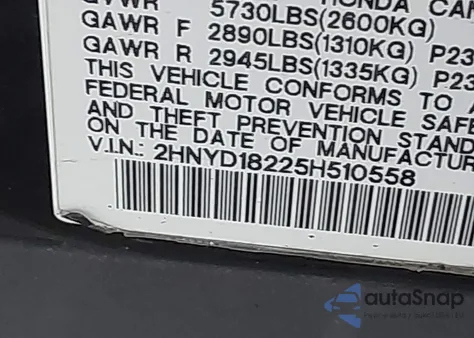 HONDA CAN
GVWR 5730LBS(2600KG)
GAWR F 2890LBS(1310KG) P23
GAWR R 2945LBS(1335KG) P23
THIS VEHICLE CONFORMS TO A
FEDERAL MOTOR VEHICLE SAFE
AND THEFT PREVENTION STAND
ON THE DATE OF MANUFACTUR
V.I.N.: 2HNYD18225H510558
autaSnap